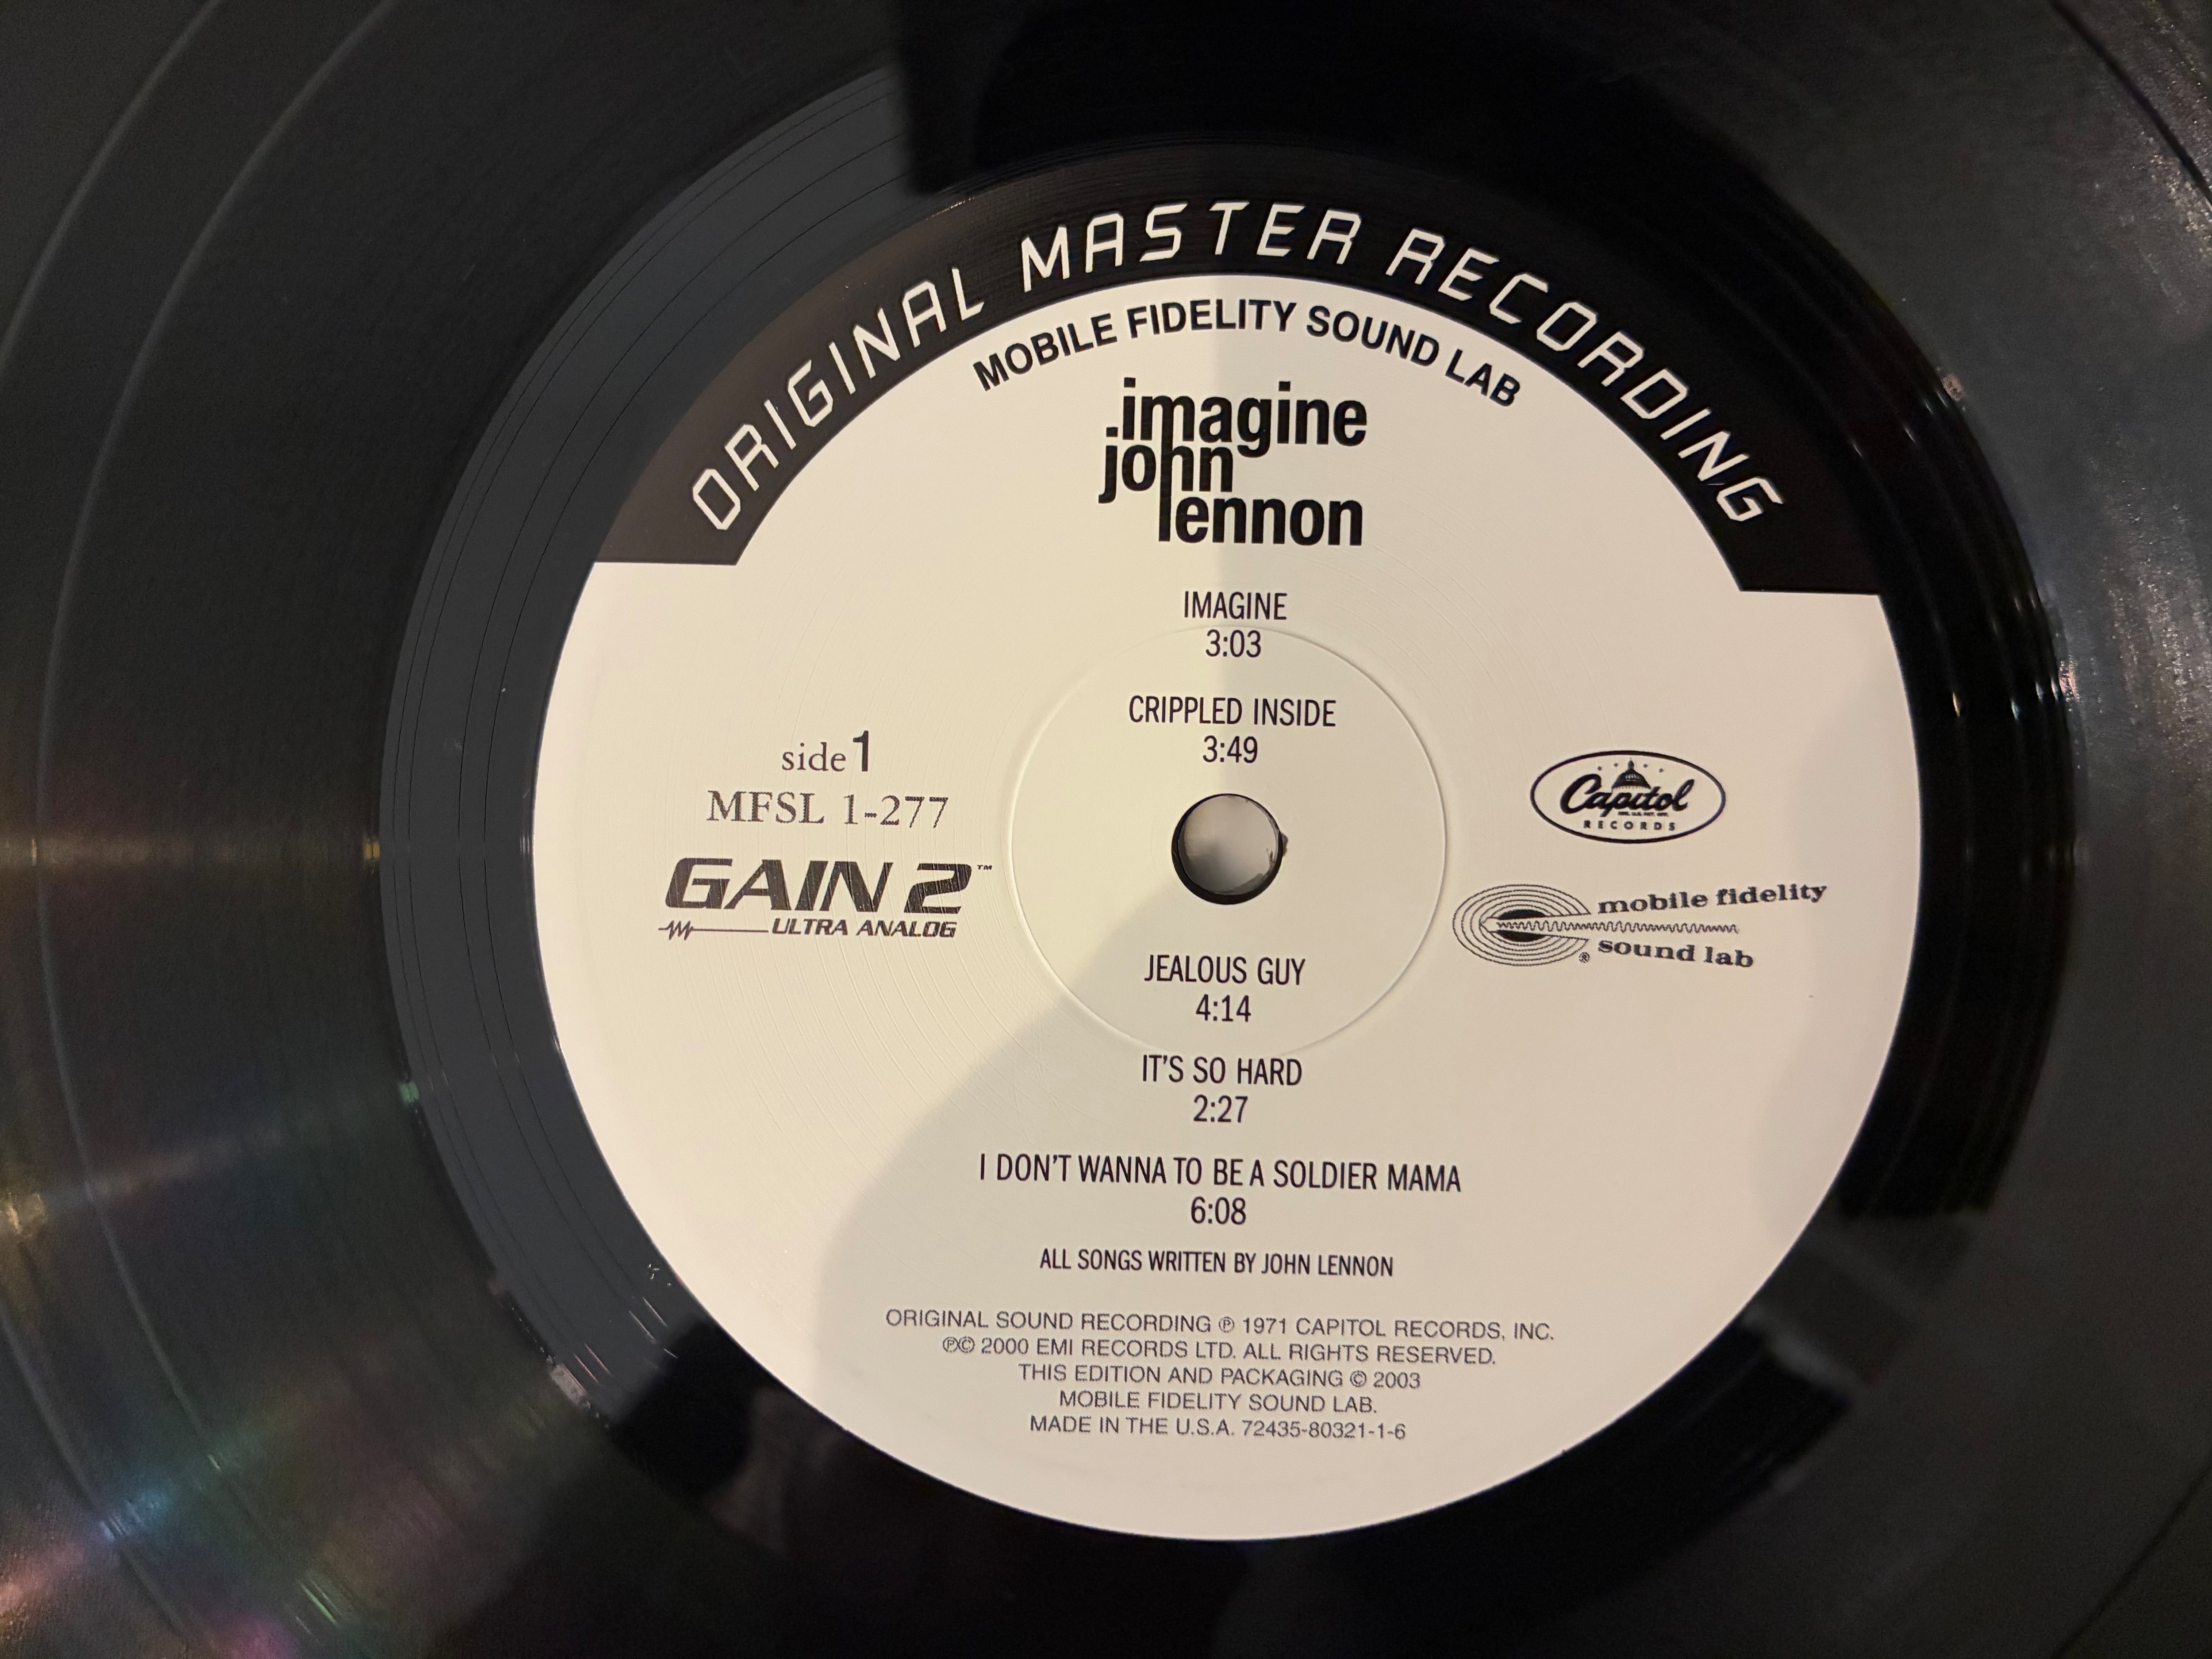 ORIGINAL MASTER RECORDING
MOBILE FIDELITY SOUND LAB
imagine
john
lennon
IMAGINE
3:03
CRIPPLED INSIDE
3:49
side 1
MFSL 1-277
GAIN 2™
ULTRA ANALOG
Capitol
RECORDS
mobile fidelity
sound lab
®
JEALOUS GUY
4:14
IT'S SO HARD
2:27
I DON'T WANNA TO BE A SOLDIER MAMA
6:08
ALL SONGS WRITTEN BY JOHN LENNON
ORIGINAL SOUND RECORDING ℗ 1971 CAPITOL RECORDS, INC.
℗© 2000 EMI RECORDS LTD. ALL RIGHTS RESERVED.
THIS EDITION AND PACKAGING © 2003
MOBILE FIDELITY SOUND LAB.
MADE IN THE U.S.A. 72435-80321-1-6